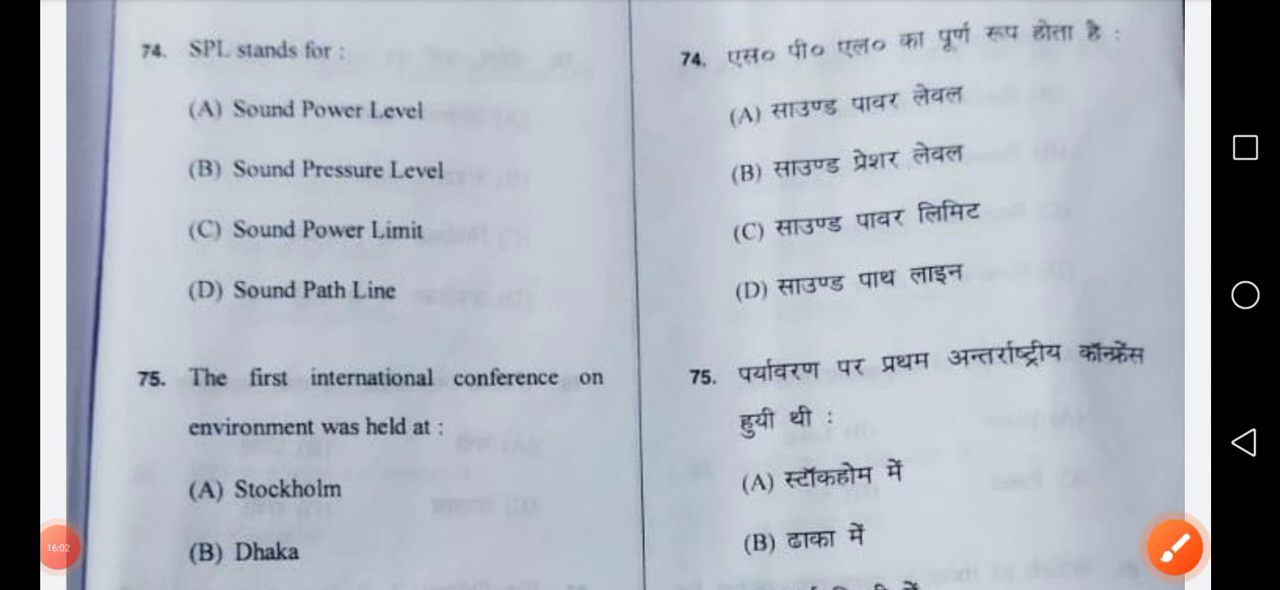 74. SPL stands for :
(A) Sound Power Level
(B) Sound Pressure Level
(C) Sound Power Limit
(D) Sound Path Line
75. The first international conference on
environment was held at :
(A) Stockholm
(B) Dhaka
74. एस० पी० एल० का पूर्ण रूप होता है :
(A) साउण्ड पावर लेवल
(B) साउण्ड प्रेशर लेवल
(C) साउण्ड पावर लिमिट
(D) साउण्ड पाथ लाइन
75. पर्यावरण पर प्रथम अन्तर्राष्ट्रीय कॉन्फ्रेंस
हुयी थी :
(A) स्टॉकहोम में
(B) ढाका में
16:02